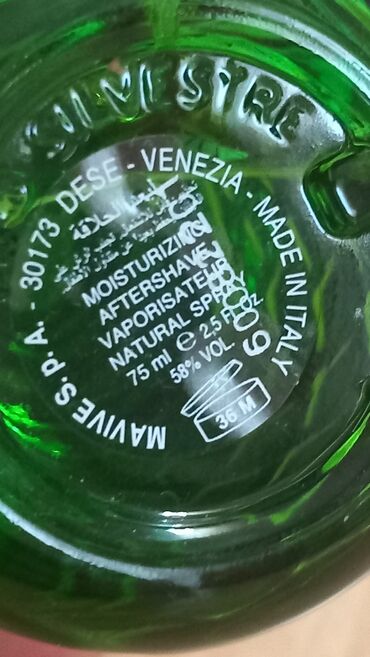 SILVESTRE
MAVIVE S.P.A. - 30173 DESE - VENEZIA - MADE IN ITALY
الحلاقة
MOISTURIZING
AFTERSHAVE
VAPORISATEUR
NATURAL SPRAY
75 ml e 2,5 FL.OZ
58% VOL.
36 M